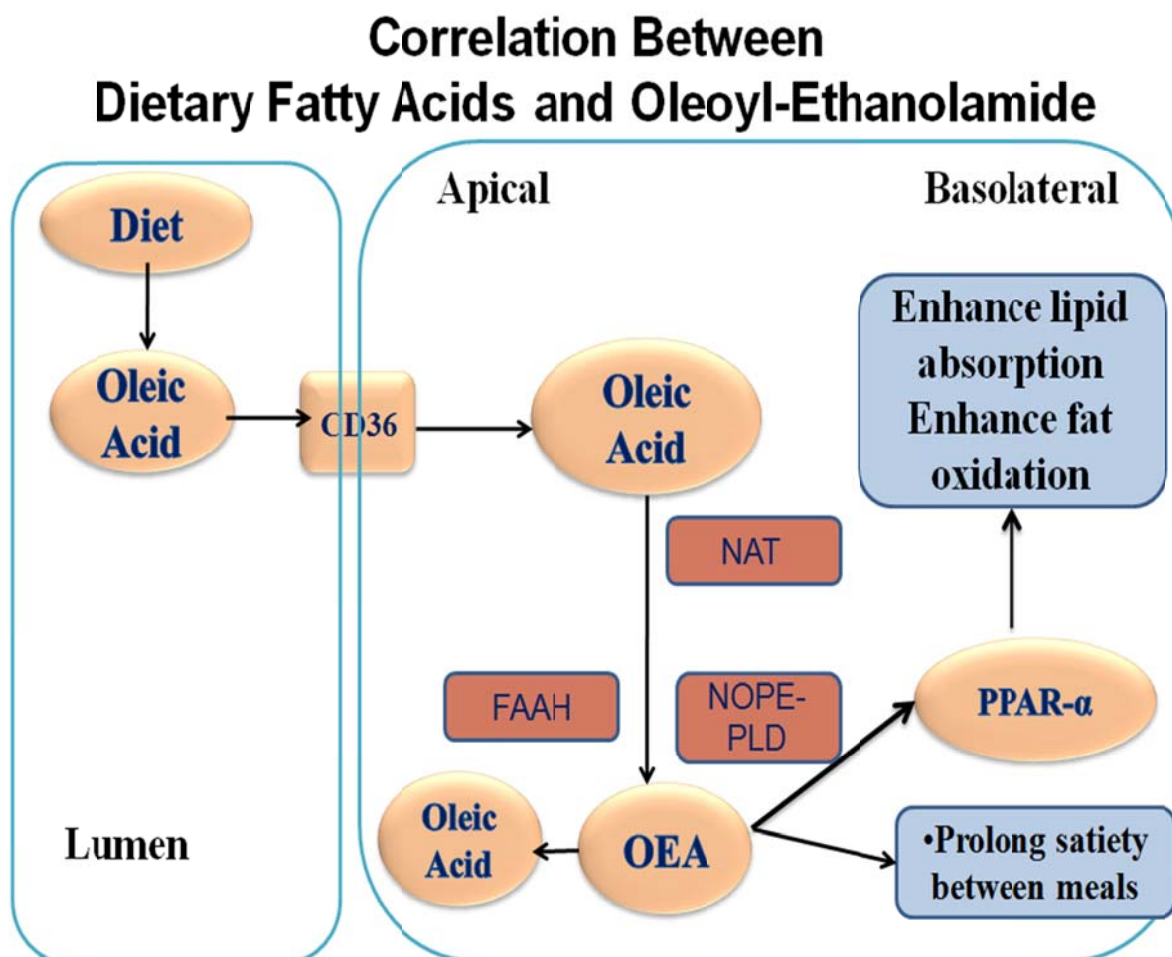 Correlation Between
Dietary Fatty Acids and Oleoyl-Ethanolamide
Apical
Basolateral
Diet
Oleic
Acid
CD36
Oleic
Acid
Enhance lipid
absorption
Enhance fat
oxidation
NAT
FAAH
NOPE-
PLD
PPAR-α
Oleic
Acid
OEA
•Prolong satiety
between meals
Lumen